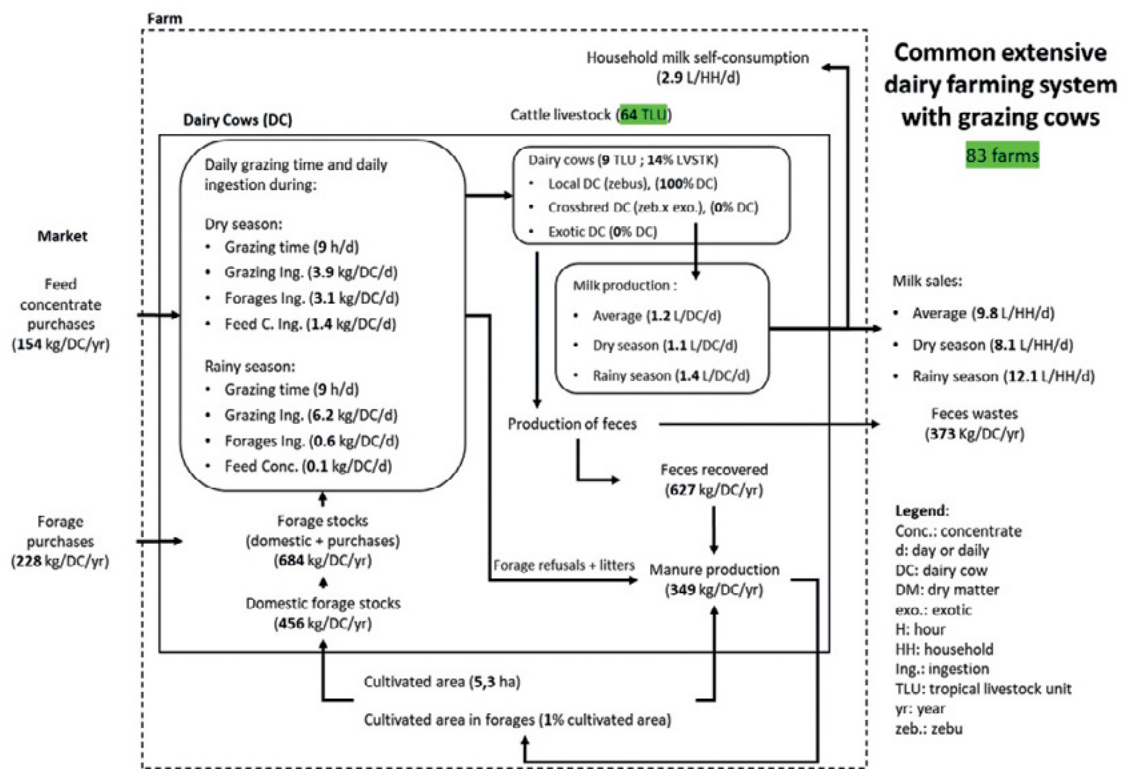 Farm
Household milk self-consumption
(2.9 L/HH/d)
Common extensive
dairy farming system
with grazing cows
83 farms
Cattle livestock (64 TLU)
Dairy Cows (DC)
Daily grazing time and daily
ingestion during:
Dry season:
• Grazing time (9 h/d)
• Grazing Ing. (3.9 kg/DC/d)
• Forages Ing. (3.1 kg/DC/d)
• Feed C. Ing. (1.4 kg/DC/d)
Rainy season:
• Grazing time (9 h/d)
• Grazing Ing. (6.2 kg/DC/d)
• Forages Ing. (0.6 kg/DC/d)
• Feed Conc. (0.1 kg/DC/d)
Dairy cows (9 TLU ; 14% LVSTK)
• Local DC (zebus), (100% DC)
• Crossbred DC (zeb.x exo.), (0% DC)
• Exotic DC (0% DC)
Market
Feed
concentrate
purchases
(154 kg/DC/yr)
Milk production :
• Average (1.2 L/DC/d)
• Dry season (1.1 L/DC/d)
• Rainy season (1.4 L/DC/d)
Milk sales:
• Average (9.8 L/HH/d)
• Dry season (8.1 L/HH/d)
• Rainy season (12.1 L/HH/d)
Production of feces
Feces wastes
(373 Kg/DC/yr)
Feces recovered
(627 kg/DC/yr)
Forage
purchases
(228 kg/DC/yr)
Forage stocks
(domestic + purchases)
(684 kg/DC/yr)
Forage refusals + litters
Manure production
(349 kg/DC/yr)
Domestic forage stocks
(456 kg/DC/yr)
Cultivated area (5,3 ha)
Cultivated area in forages (1% cultivated area)
Legend:
Conc.: concentrate
d: day or daily
DC: dairy cow
DM: dry matter
exo.: exotic
H: hour
HH: household
Ing.: ingestion
TLU: tropical livestock unit
yr: year
zeb.: zebu